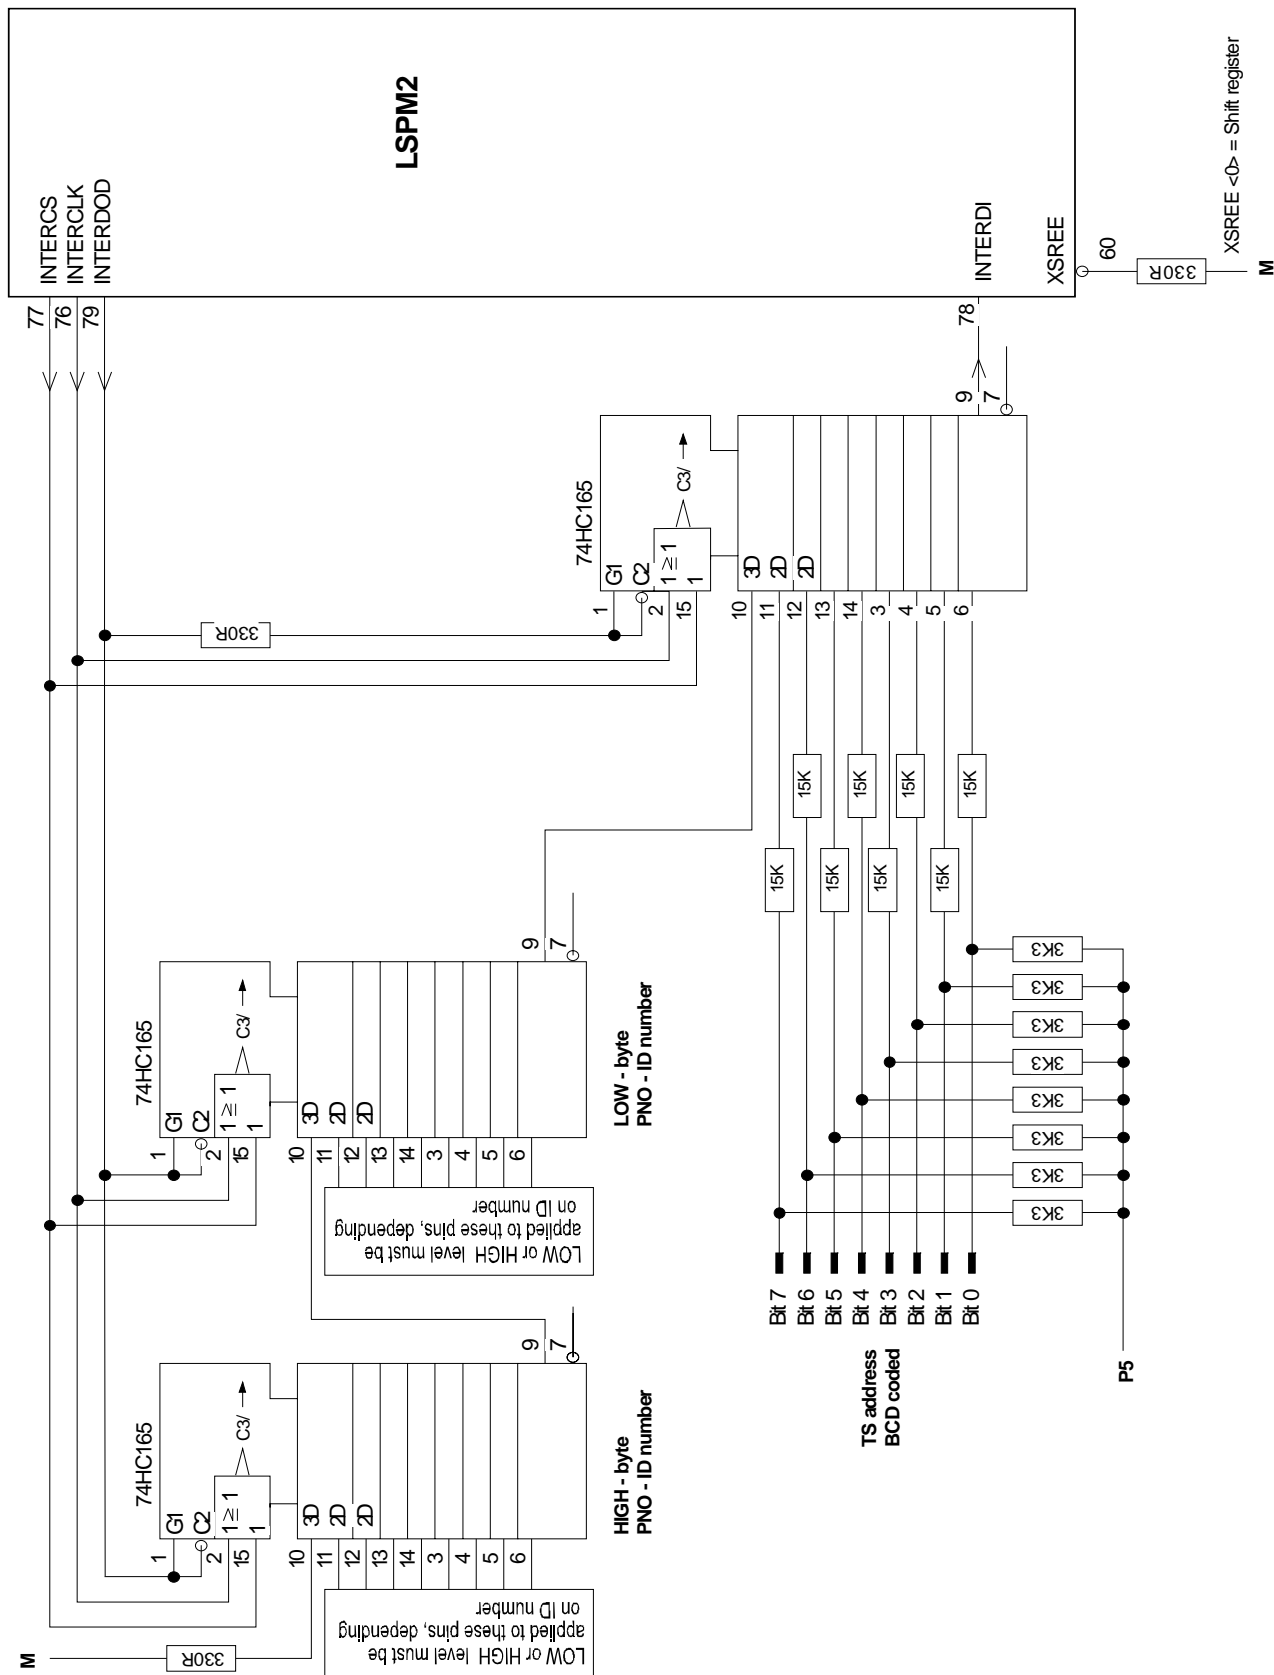 M
330R
74HC165
G1
C2
1 ≥ 1
1
C3/
1
2
15
10
11
12
13
14
3
4
5
6
3D
2D
2D
9
7
LOW or HIGH level must be
applied to these pins, depending
on ID number
HIGH - byte
PNO - ID number
74HC165
G1
C2
1 ≥ 1
1
C3/
1
2
15
10
11
12
13
14
3
4
5
6
3D
2D
2D
9
7
LOW or HIGH level must be
applied to these pins, depending
on ID number
LOW - byte
PNO - ID number
330R
74HC165
G1
C2
1 ≥ 1
1
C3/
1
2
15
10
11
12
13
14
3
4
5
6
3D
2D
2D
9
7
77
76
79
INTERCS
INTERCLK
INTERDOD
LSPM2
78
INTERDI
XSREE
60
330R
M
XSREE <0> = Shift register
Bit 7
Bit 6
Bit 5
Bit 4
Bit 3
Bit 2
Bit 1
Bit 0
TS address
BCD coded
15K
15K
15K
15K
15K
15K
15K
15K
3K3
3K3
3K3
3K3
3K3
3K3
3K3
3K3
P5